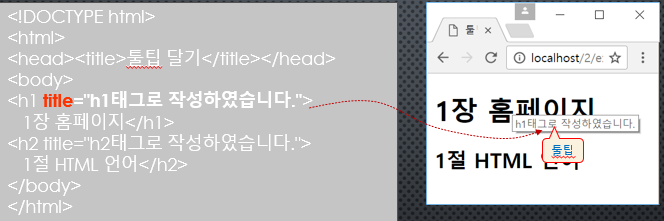 <!DOCTYPE html>
<html>
<head><title>툴팁 달기</title></head>
<body>
<h1 title="h1태그로 작성하였습니다.">
1장 홈페이지</h1>
<h2 title="h2태그로 작성하였습니다.">
1절 HTML 언어</h2>
</body>
</html>
툴
localhost/2/e
1장 홈페이지
h1태그로 작성하였습니다.
툴팁
1절 HTML 언어